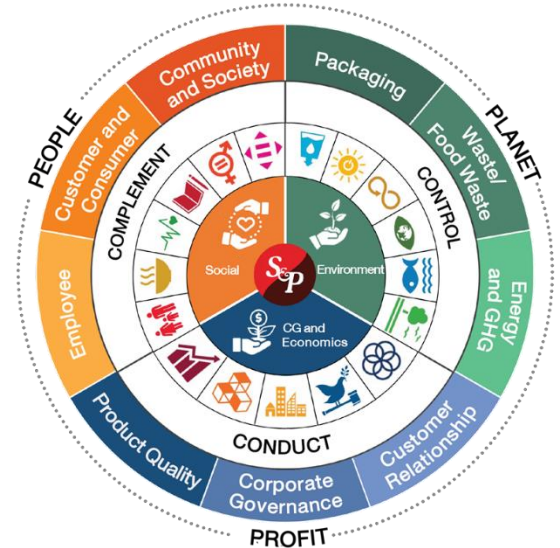 PEOPLE
PLANET
PROFIT
Community
and Society
Packaging
Waste/
Food Waste
Energy
and GHG
Customer
Relationship
Corporate
Governance
Product Quality
Employee
Customer and
Consumer
COMPLEMENT
CONTROL
CONDUCT
Social
Environment
CG and
Economics
S&P
$